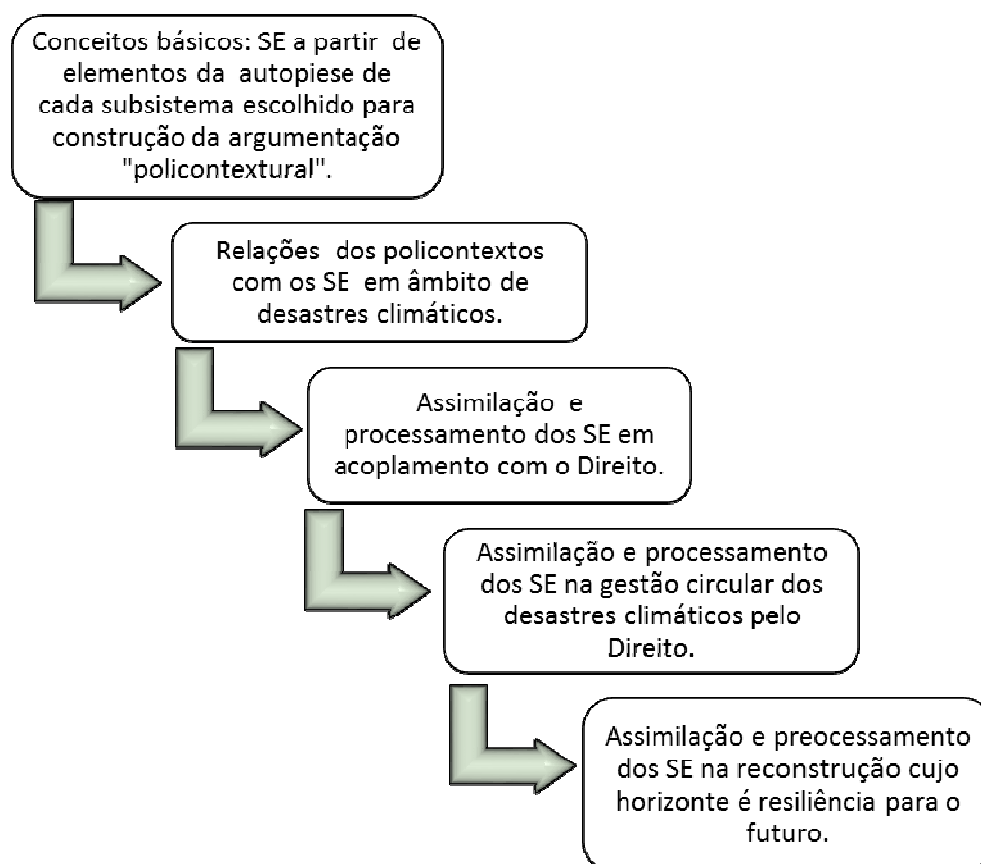 Conceitos básicos: SE a partir de
elementos da autopiese de
cada subsistema escolhido para
construção da argumentação
"policontextural".
Relações dos policontextos
com os SE em âmbito de
desastres climáticos.
Assimilação e
processamento dos SE em
acoplamento com o Direito.
Assimilação e processamento
dos SE na gestão circular dos
desastres climáticos pelo
Direito.
Assimilação e preocessamento
dos SE na reconstrução cujo
horizonte é resiliência para o
futuro.